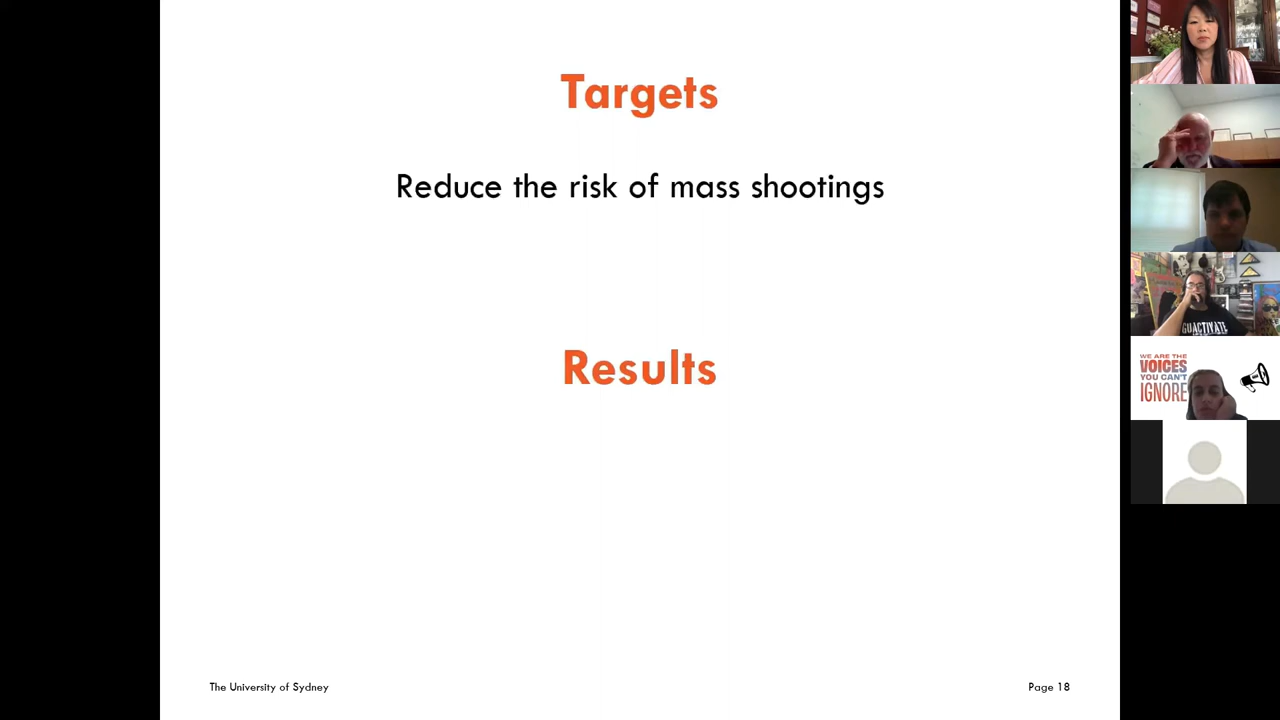 Targets
Reduce the risk of mass shootings
Results
The University of Sydney
Page 18
GUACTIVATE
WE ARE THE
VOICES
YOU CAN'T
IGNORE